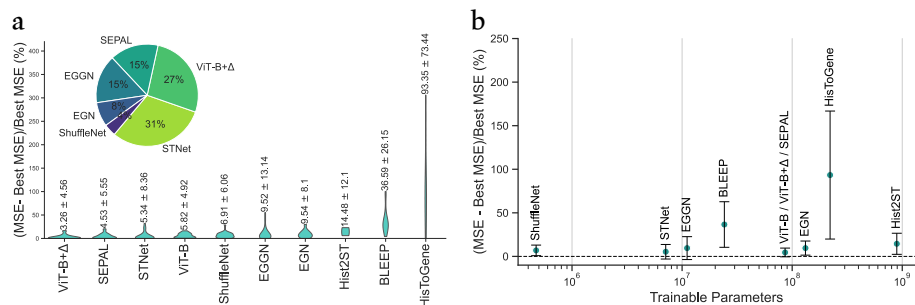 a
(MSE- Best MSE)/Best MSE (%)
400
350
300
250
200
150
100
50
0
SEPAL
15%
ViT-B+Δ
27%
EGGN
15%
EGN
8%
ShuffleNet
STNet
31%
3.26 ± 4.56
4.53 ± 5.55
5.34 ± 8.36
5.82 ± 4.92
6.91 ± 6.06
9.52 ± 13.14
9.54 ± 8.1
14.48 ± 12.1
36.59 ± 26.15
93.35 ± 73.44
ViT-B+Δ
SEPAL
STNet
ViT-B
ShuffleNet
EGGN
EGN
Hist2ST
BLEEP
HisToGene
b
(MSE - Best MSE)/Best MSE (%)
250
200
150
100
50
0
ShuffleNet
STNet
EGGN
BLEEP
ViT-B / ViT-B+Δ / SEPAL
EGN
HisToGene
Hist2ST
10⁶
10⁷
10⁸
10⁹
Trainable Parameters